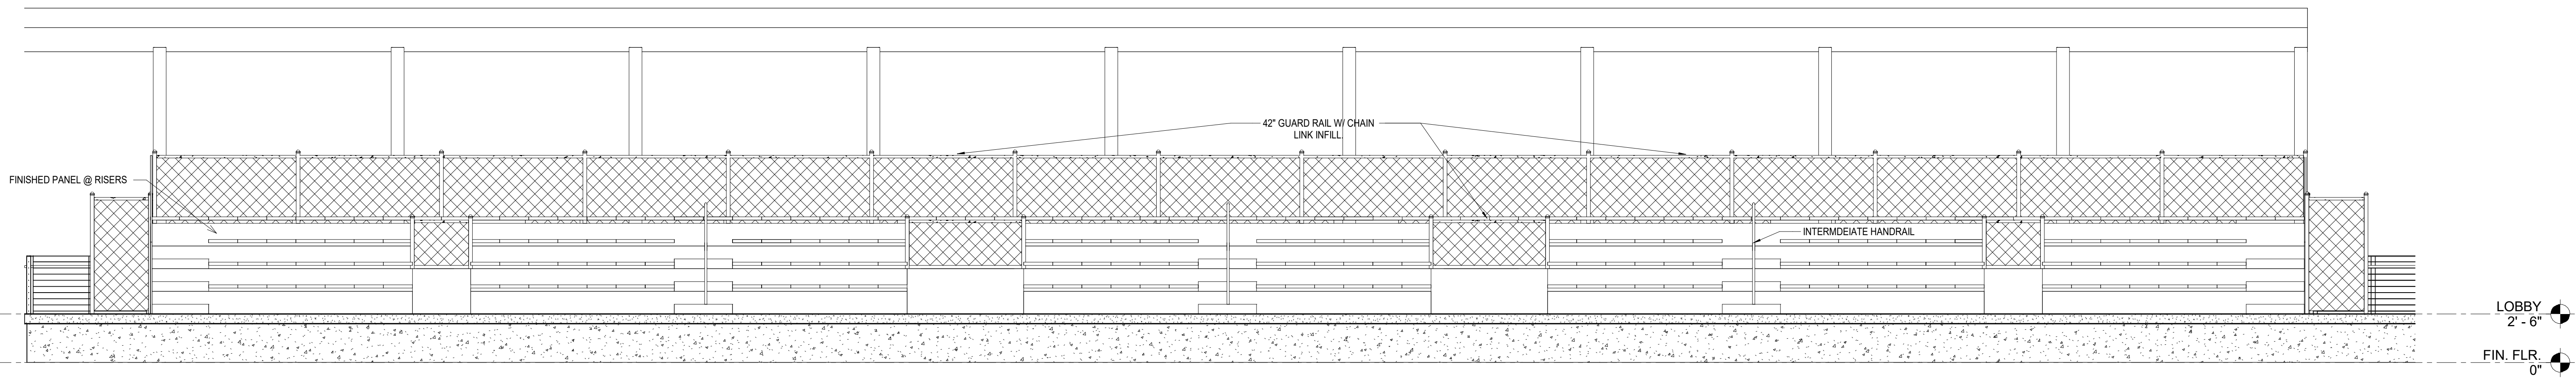 42" GUARD RAIL W/ CHAIN
LINK INFILL
FINISHED PANEL @ RISERS
INTERMDEIATE HANDRAIL
LOBBY
2' - 6"
FIN. FLR.
0"